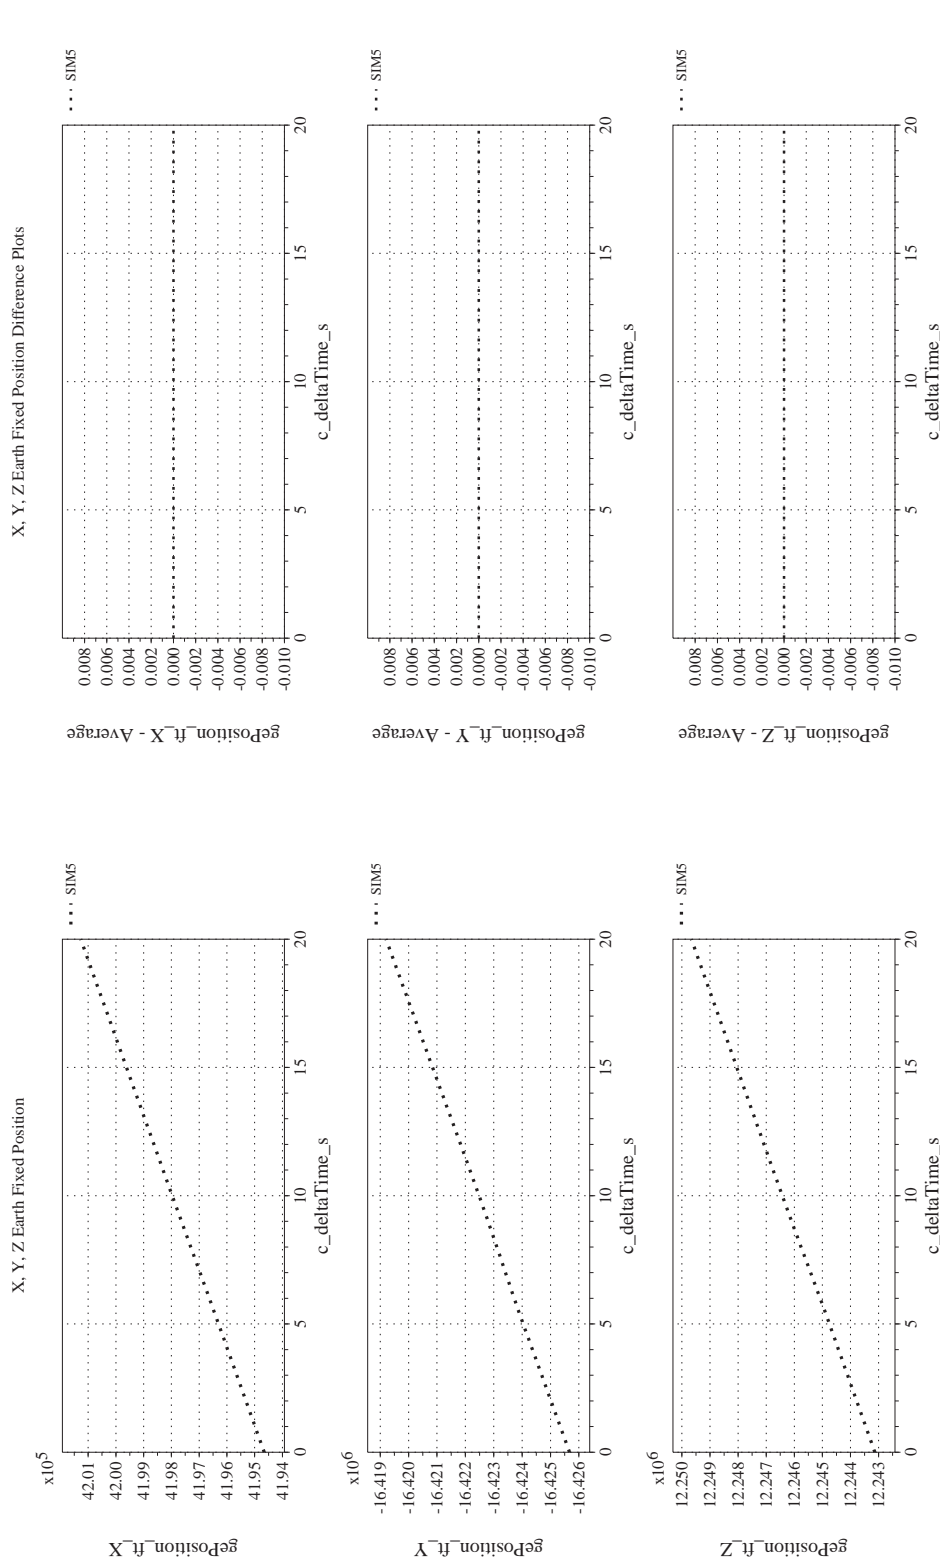 X, Y, Z Earth Fixed Position
x10⁵
SIM5
42.01
42.00
41.99
41.98
41.97
41.96
41.95
41.94
gePosition_ft_X
0 5 10 15 20
c_deltaTime_s
x10⁶
SIM5
-16.419
-16.420
-16.421
-16.422
-16.423
-16.424
-16.425
-16.426
gePosition_ft_Y
0 5 10 15 20
c_deltaTime_s
x10⁶
SIM5
12.250
12.249
12.248
12.247
12.246
12.245
12.244
12.243
gePosition_ft_Z
0 5 10 15 20
c_deltaTime_s
X, Y, Z Earth Fixed Position Difference Plots
SIM5
0.008
0.006
0.004
0.002
0.000
-0.002
-0.004
-0.006
-0.008
-0.010
gePosition_ft_X - Average
0 5 10 15 20
c_deltaTime_s
SIM5
0.008
0.006
0.004
0.002
0.000
-0.002
-0.004
-0.006
-0.008
-0.010
gePosition_ft_Y - Average
0 5 10 15 20
c_deltaTime_s
SIM5
0.008
0.006
0.004
0.002
0.000
-0.002
-0.004
-0.006
-0.008
-0.010
gePosition_ft_Z - Average
0 5 10 15 20
c_deltaTime_s